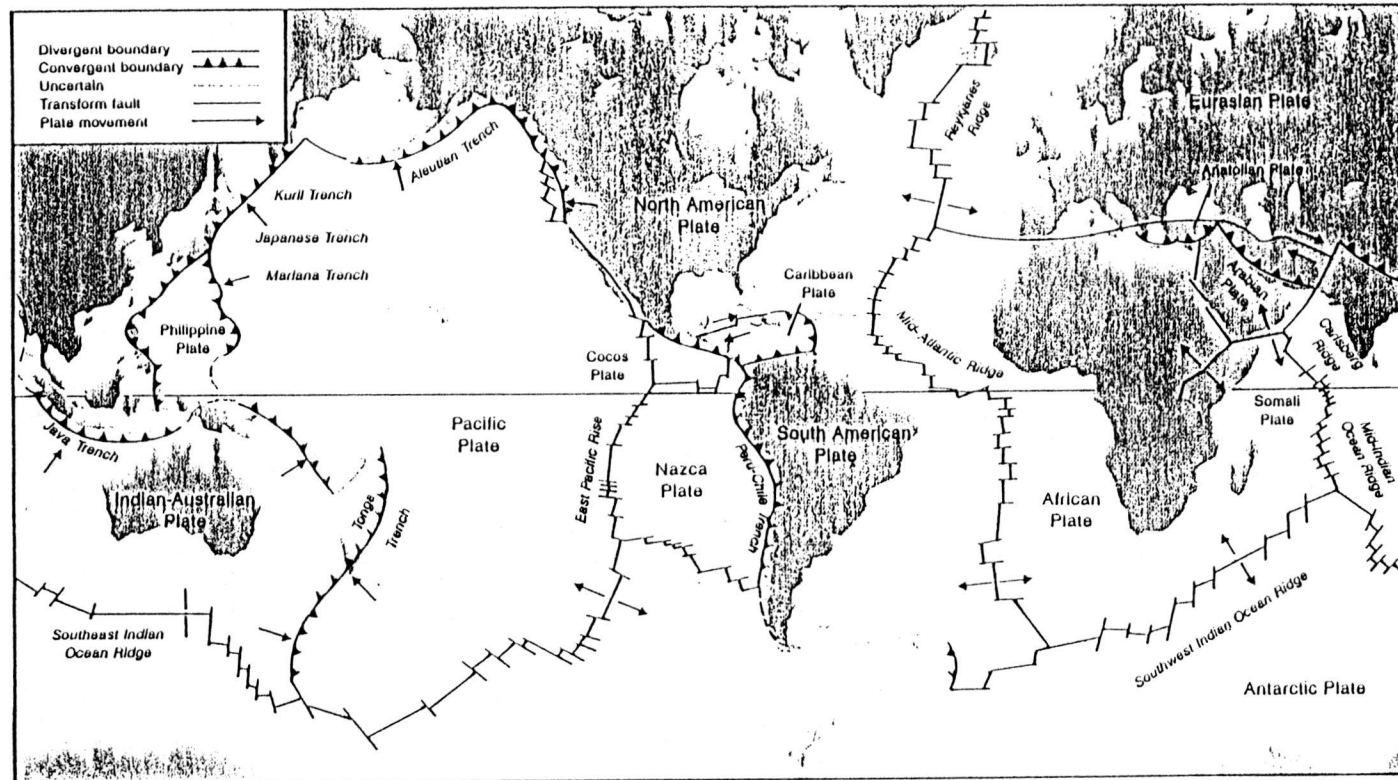 Divergent boundary
Convergent boundary
Uncertain
Transform fault
Plate movement
Aleutian Trench
Kuril Trench
Japanese Trench
Mariana Trench
Philippine
Plate
Java Trench
Indian-Australian
Plate
Tonga
Trench
Southeast Indian
Ocean Ridge
Pacific
Plate
North American
Plate
Caribbean
Plate
Cocos
Plate
East Pacific Rise
Nazca
Plate
Peru-Chile Trench
South American
Plate
Reykjanes
Ridge
Mid-Atlantic Ridge
Eurasian Plate
Anatolian Plate
Arabian
Plate
Carlsberg
Ridge
Somali
Plate
Mid-Indian
Ocean Ridge
African
Plate
Southwest Indian Ocean Ridge
Antarctic Plate